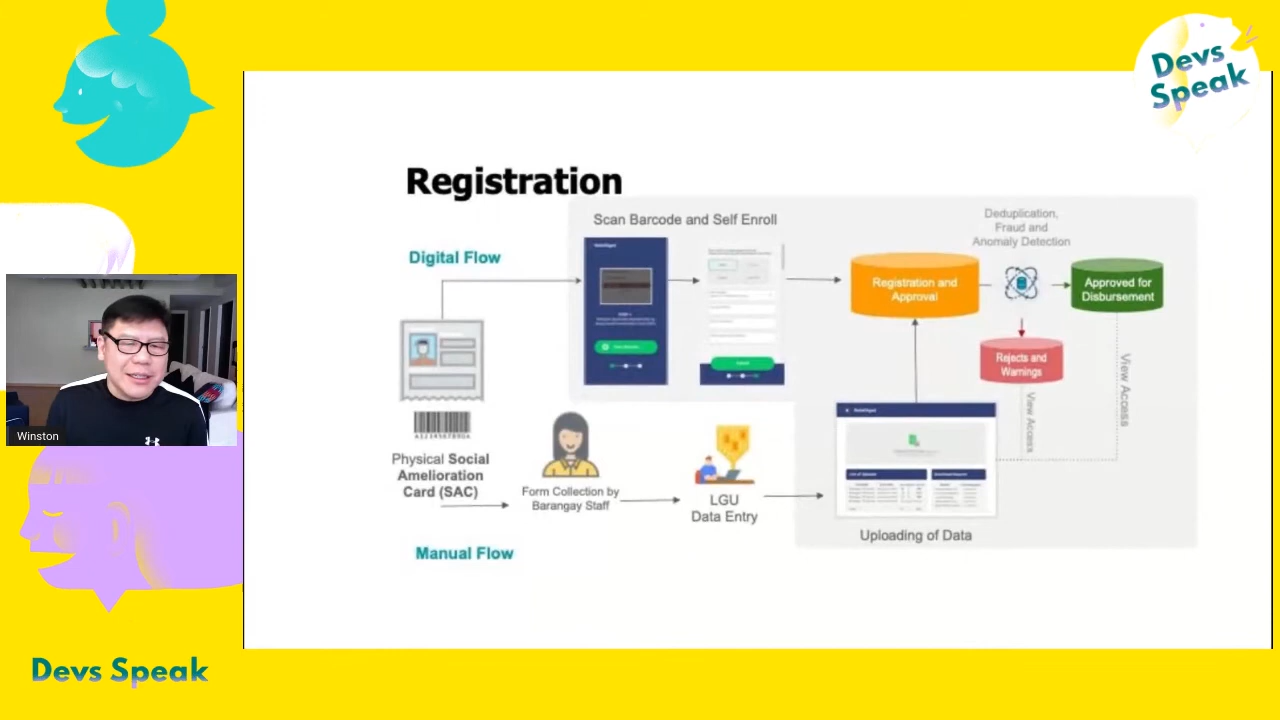 Devs
Speak
Registration
Scan Barcode and Self Enroll
Deduplication,
Fraud and
Anomaly Detection
Digital Flow
Registration and
Approval
Approved for
Disbursement
Rejects and
Warnings
View Access
View Access
Winston
Physical Social
Amelioration
Card (SAC)
Form Collection by
Barangay Staff
LGU
Data Entry
Uploading of Data
Manual Flow
Devs Speak